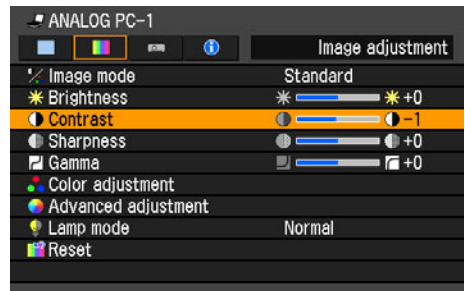 ANALOG PC-1
Image adjustment
Image mode Standard
Brightness +0
Contrast -1
Sharpness +0
Gamma +0
Color adjustment
Advanced adjustment
Lamp mode Normal
Reset